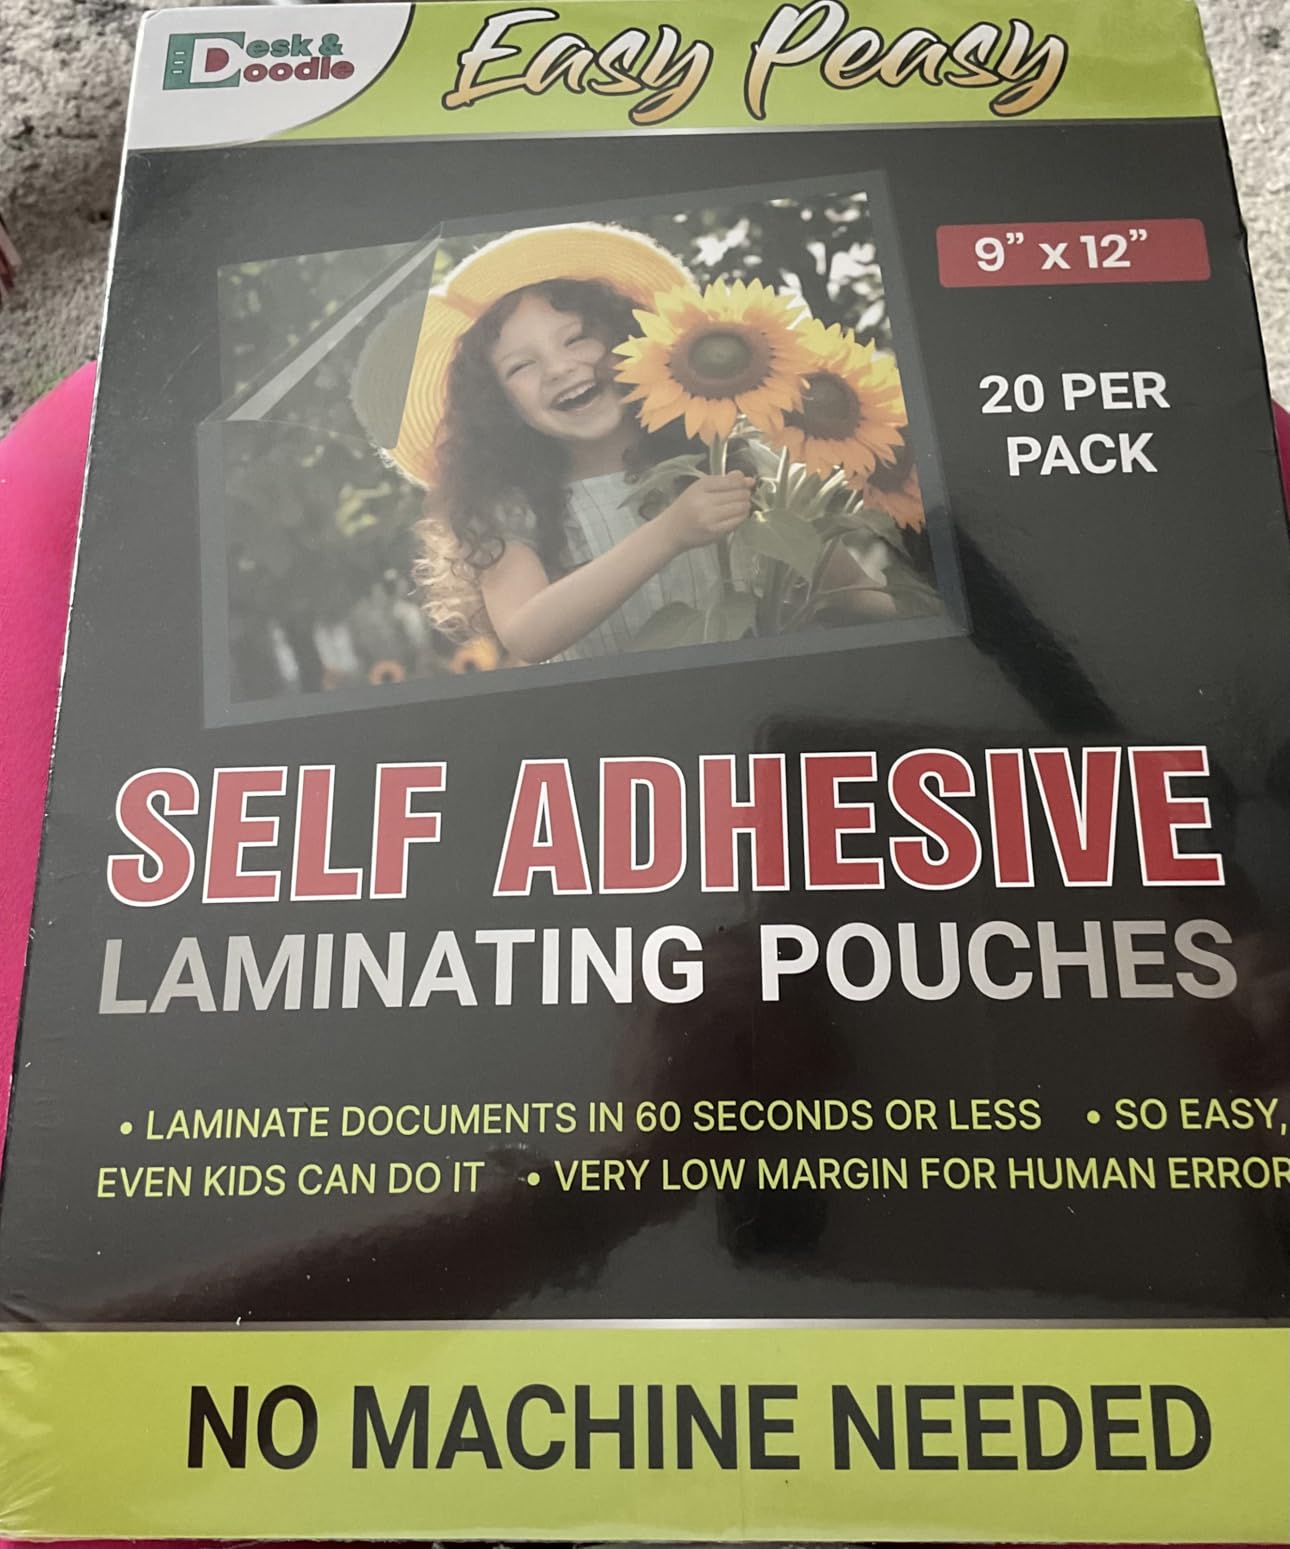 Desk &
Doodle
Easy Peasy
9” x 12”
20 PER
PACK
SELF ADHESIVE
LAMINATING POUCHES
• LAMINATE DOCUMENTS IN 60 SECONDS OR LESS • SO EASY,
EVEN KIDS CAN DO IT • VERY LOW MARGIN FOR HUMAN ERROR
NO MACHINE NEEDED